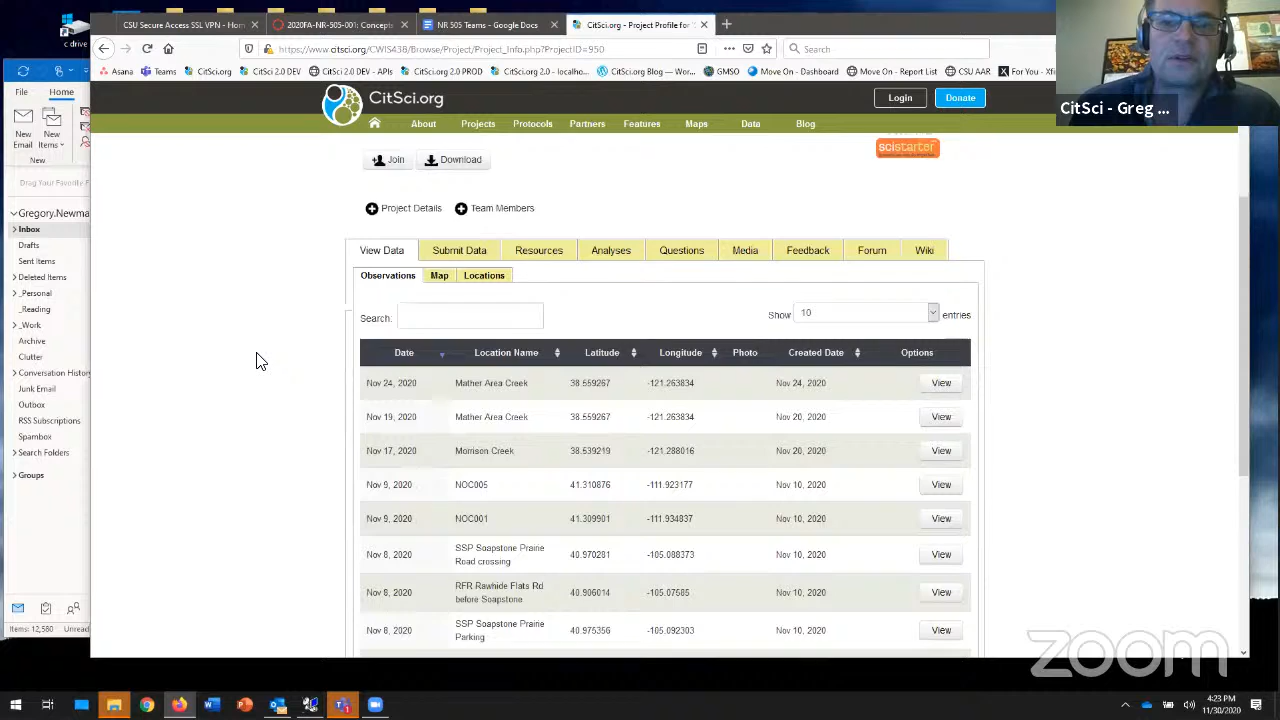 CSU Secure Access SSL VPN - Hom
2020FA-NR-505-001: Concepts
NR 505 Teams - Google Docs
CitSci.org - Project Profile for '
c drive
https://www.citsci.org/CWIS438/Browse/Project/Project_Info.php?ProjectID=950
Search
Asana
Teams
CitSci.org
CitSci 2.0 DEV
CitSci 2.0 DEV - APIs
CitSci.org 2.0 PROD
CitSci.org 2.0 - localho...
CitSci.org Blog — Wor...
GMSO
Move On - Dashboard
Move On - Report List
CSU AAR
For You - Xfin
CitSci - Greg ...
File
Home
New
Email
New
Items
New
Drag Your Favorite F
Gregory.Newma
Inbox
Drafts
Sent Items
Deleted Items
_Personal
_Reading
_Work
Archive
Clutter
Conversation History
Junk Email
Outbox
RSS Subscriptions
Spambox
Search Folders
Groups
Items: 12,580
Unread
CitSci.org
Login
Donate
About
Projects
Protocols
Partners
Features
Maps
Data
Blog
scistarter
Join
Download
Project Details
Team Members
View Data
Submit Data
Resources
Analyses
Questions
Media
Feedback
Forum
Wiki
Observations
Map
Locations
Search:
Show 10 entries
Date Location Name Latitude Longitude Photo Created Date Options
Nov 24, 2020 Mather Area Creek 38.559267 -121.263834 Nov 24, 2020 View
Nov 19, 2020 Mather Area Creek 38.559267 -121.263834 Nov 20, 2020 View
Nov 17, 2020 Morrison Creek 38.539219 -121.288016 Nov 20, 2020 View
Nov 9, 2020 NOC005 41.310876 -111.923177 Nov 10, 2020 View
Nov 9, 2020 NOC001 41.309901 -111.934837 Nov 10, 2020 View
Nov 8, 2020 SSP Soapstone Prairie
Road crossing 40.970281 -105.088373 Nov 10, 2020 View
Nov 8, 2020 RFR Rawhide Flats Rd
before Soapstone 40.906014 -105.07585 Nov 10, 2020 View
Nov 8, 2020 SSP Soapstone Prairie
Parking 40.975356 -105.092303 Nov 10, 2020 View
zoom
4:23 PM
11/30/2020